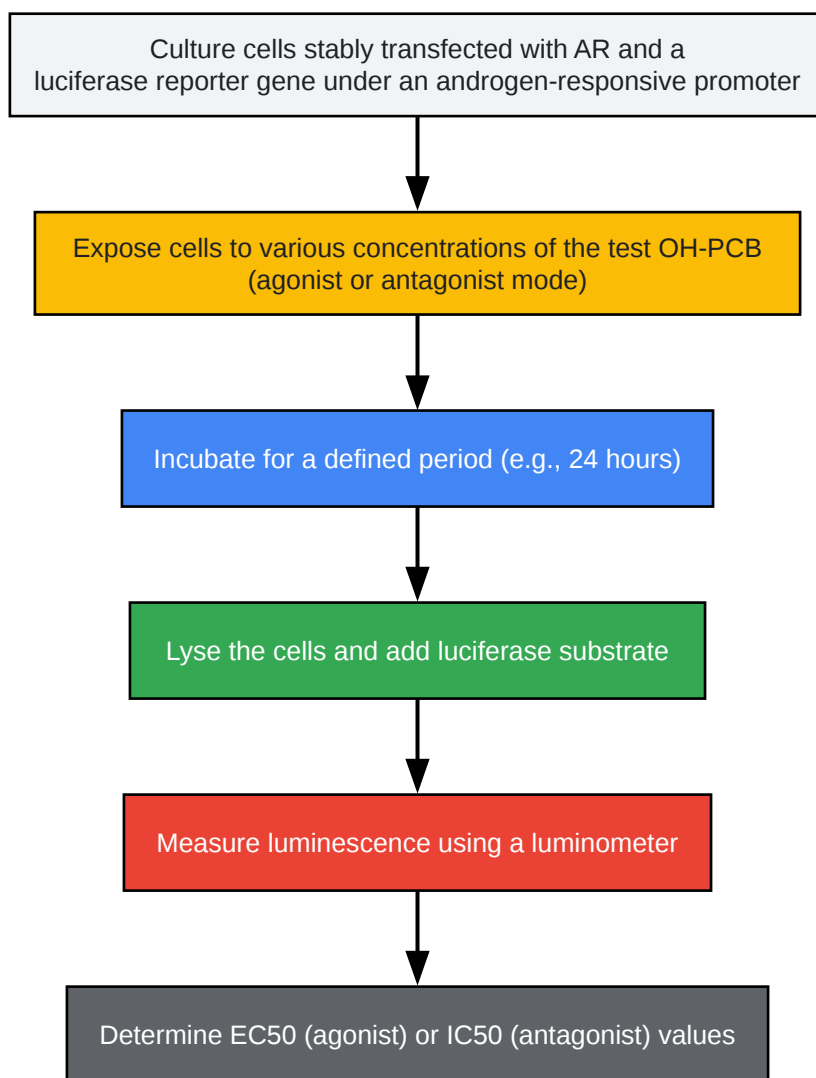 Culture cells stably transfected with AR and a
luciferase reporter gene under an androgen-responsive promoter
Expose cells to various concentrations of the test OH-PCB
(agonist or antagonist mode)
Incubate for a defined period (e.g., 24 hours)
Lyse the cells and add luciferase substrate
Measure luminescence using a luminometer
Determine EC50 (agonist) or IC50 (antagonist) values